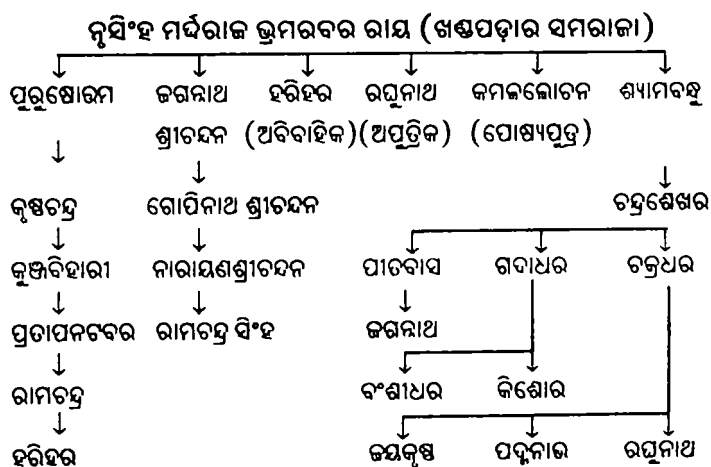 ନୃସିଂହ ମର୍ଦ୍ଦରାଜ ଭ୍ରମରବର ରାୟ (ଖଣ୍ଡପଡ଼ାର ସମରାଜା)
ପୁରୁଷୋତ୍ତମ ଜଗନ୍ନାଥ ହରିହର ରଘୁନାଥ କମଳଲୋଚନ ଶ୍ୟାମବନ୍ଧୁ
ଶ୍ରୀଚନ୍ଦନ (ଅବିବାହିକ) (ଅପୁତ୍ରିକ) (ପୋଷ୍ୟପୁତ୍ର)
କୃଷଚନ୍ଦ୍ର ଗୋପିନାଥ ଶ୍ରୀଚନ୍ଦନ ଚନ୍ଦ୍ରଶେଖର
କୁଞ୍ଜବିହାରୀ ନାରାୟଣଶ୍ରୀଚନ୍ଦନ ପୀତବାସ ଗଦାଧର ଚକ୍ରଧର
ପ୍ରତାପନଟବର ରାମଚନ୍ଦ୍ର ସିଂହ ଜଗନ୍ନାଥ
ରାମଚନ୍ଦ୍ର ବଂଶୀଧର କିଶୋର
ହରିହର ଜୟକୃଷ ପଦ୍ମନାଭ ରଘୁନାଥ